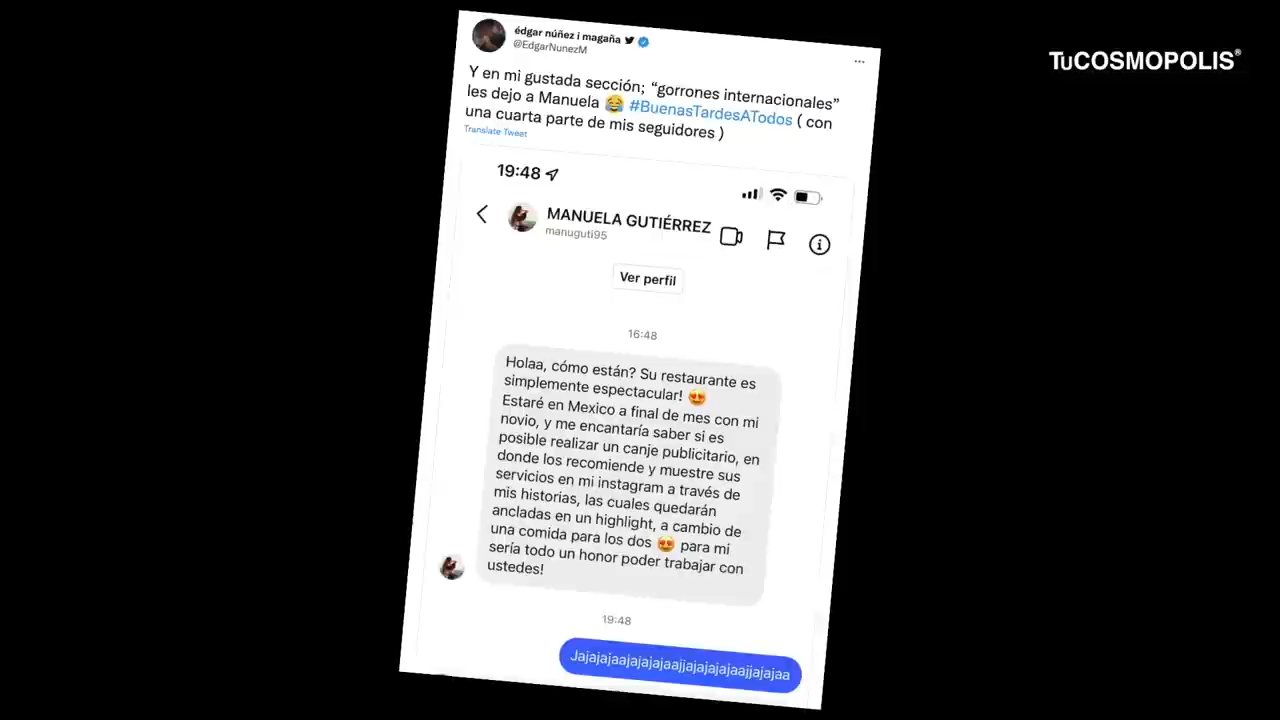 édgar núñez i magaña
@EdgarNunezM
TUCOSMOPOLIS®
Y en mi gustada sección; “gorrones internacionales”
les dejo a Manuela 😂 #BuenasTardesATodos ( con
una cuarta parte de mis seguidores )
Translate Tweet
19:48
MANUELA GUTIÉRREZ
manuguti95
Ver perfil
16:48
Holaa, cómo están? Su restaurante es
simplemente espectacular! 😍
Estaré en Mexico a final de mes con mi
novio, y me encantaría saber si es
posible realizar un canje publicitario, en
donde los recomiende y muestre sus
servicios en mi instagram a través de
mis historias, las cuales quedarán
ancladas en un highlight, a cambio de
una comida para los dos 😍 para mí
sería todo un honor poder trabajar con
ustedes!
19:48
Jajajajaajajajajaajjajajajajaajjajajaa